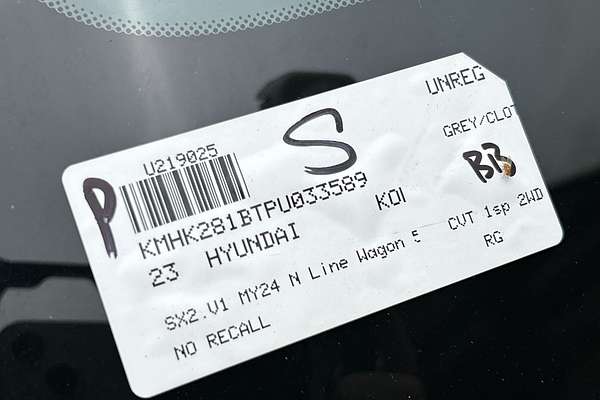 UNREG
U219025
S
GREY/CLOT
P
BB
KMHK281BTPU033589
23 HYUNDAI KOI
CVT 1sp 2WD
SX2.V1 MY24 N Line Wagon 5
RG
NO RECALL